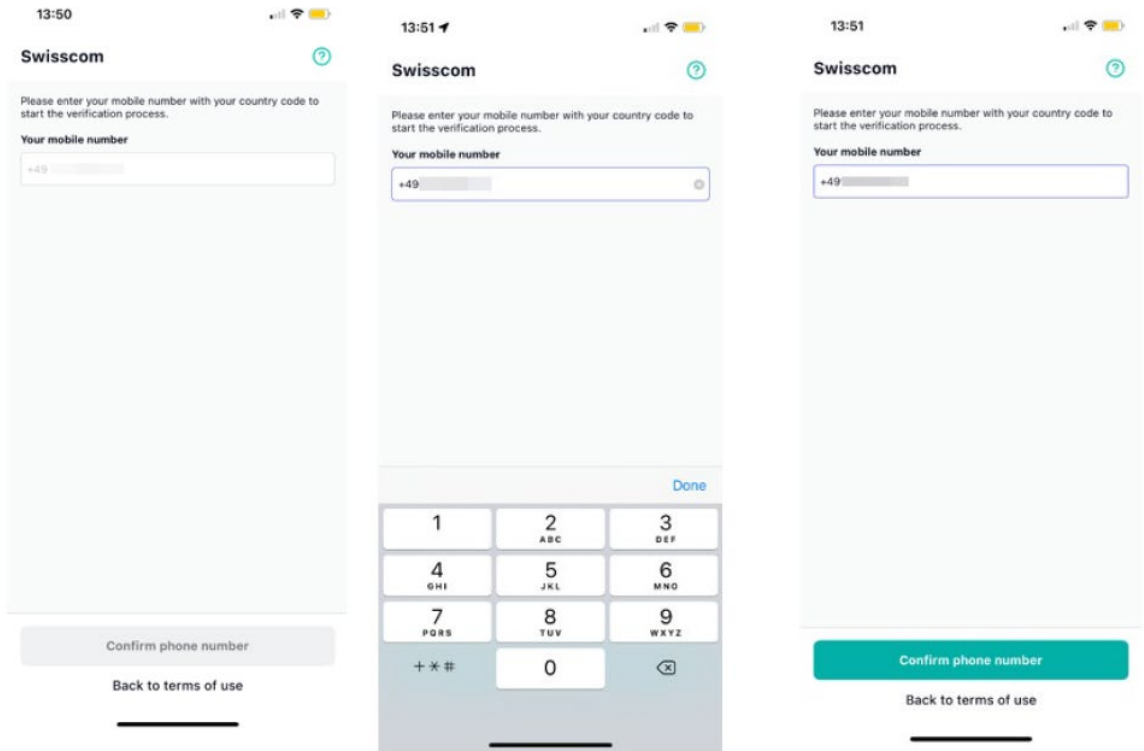 13:50
Swisscom
?
Please enter your mobile number with your country code to
start the verification process.
Your mobile number
+49
Confirm phone number
Back to terms of use
13:51
Swisscom
?
Please enter your mobile number with your country code to
start the verification process.
Your mobile number
+49
Done
1
2
ABC
3
DEF
4
GHI
5
JKL
6
MNO
7
PQRS
8
TUV
9
WXYZ
+*#
0
13:51
Swisscom
?
Please enter your mobile number with your country code to
start the verification process.
Your mobile number
+49
Confirm phone number
Back to terms of use